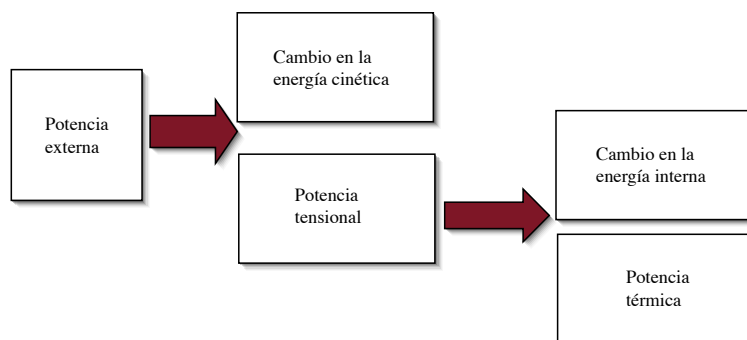 Potencia
externa
Cambio en la
energía cinética
Potencia
tensional
Cambio en la
energía interna
Potencia
térmica